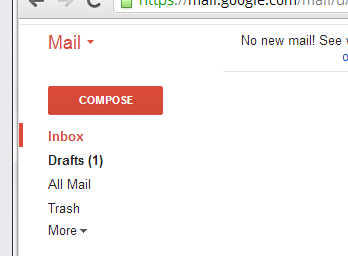 https://mail.google.com/mail/u/
Mail
No new mail! See
COMPOSE
Inbox
Drafts (1)
All Mail
Trash
More